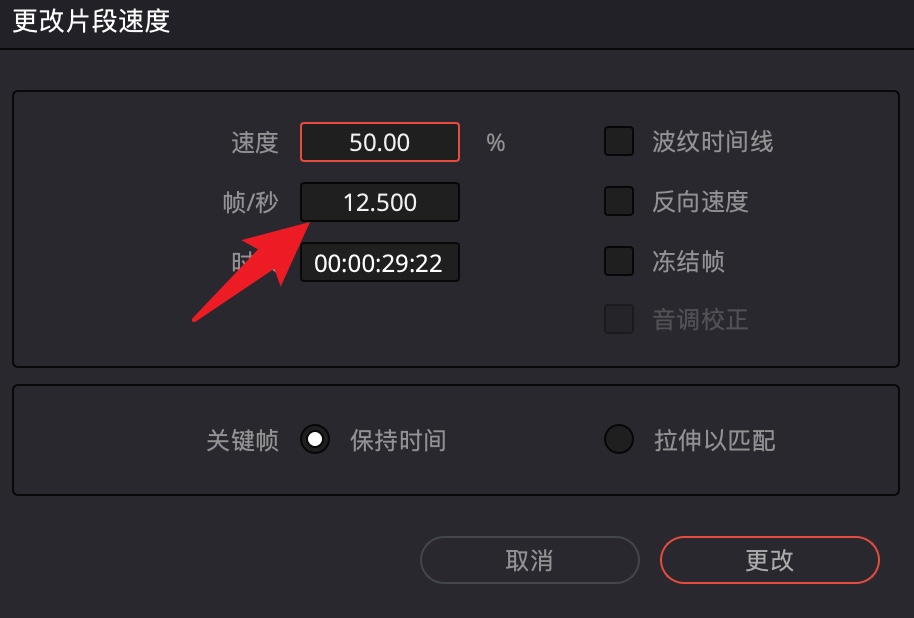 更改片段速度
速度 50.00 % 波纹时间线
帧/秒 12.500 反向速度
时 00:00:29:22 冻结帧
音调校正
关键帧 保持时间 拉伸以匹配
取消 更改